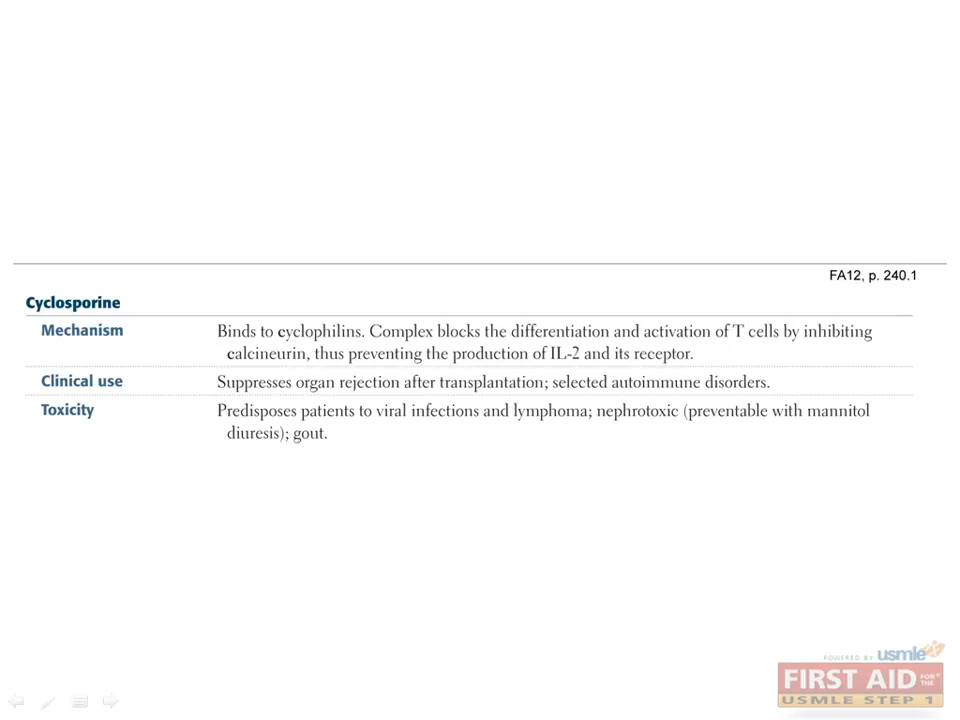 FA12, p. 240.1
Cyclosporine
Mechanism Binds to cyclophilins. Complex blocks the differentiation and activation of T cells by inhibiting
calcineurin, thus preventing the production of IL-2 and its receptor.
Clinical use Suppresses organ rejection after transplantation; selected autoimmune disorders.
Toxicity Predisposes patients to viral infections and lymphoma; nephrotoxic (preventable with mannitol
diuresis); gout.
POWERED BY usmle
FIRST AID FOR THE
USMLE STEP 1